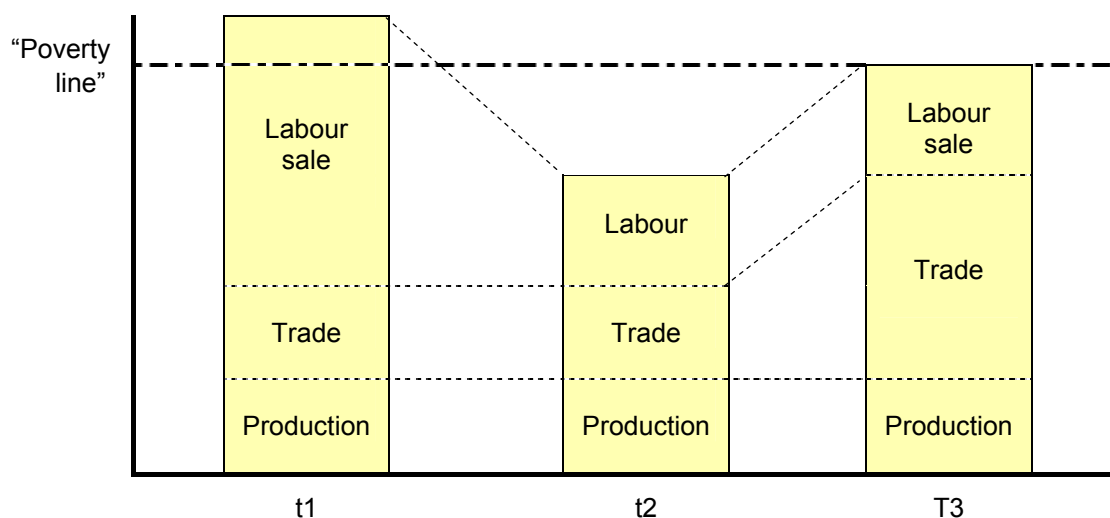 “Poverty
line”
Labour
sale
Trade
Production
Labour
Trade
Production
Labour
sale
Trade
Production
t1
t2
T3